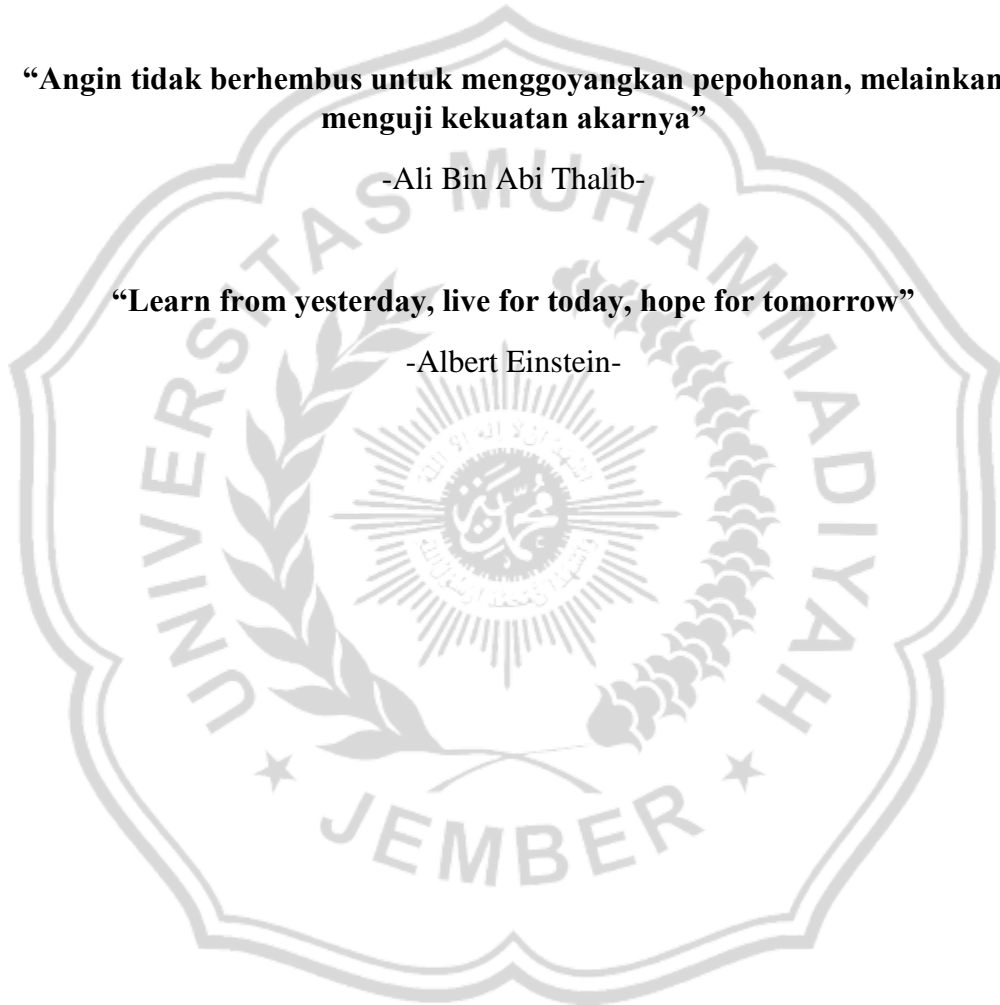 “Angin tidak berhembus untuk menggoyangkan pepohonan, melainkan
menguji kekuatan akarnya”
-Ali Bin Abi Thalib-
“Learn from yesterday, live for today, hope for tomorrow”
-Albert Einstein-
UNIVERSITAS MUHAMMADIYAH
JEMBER